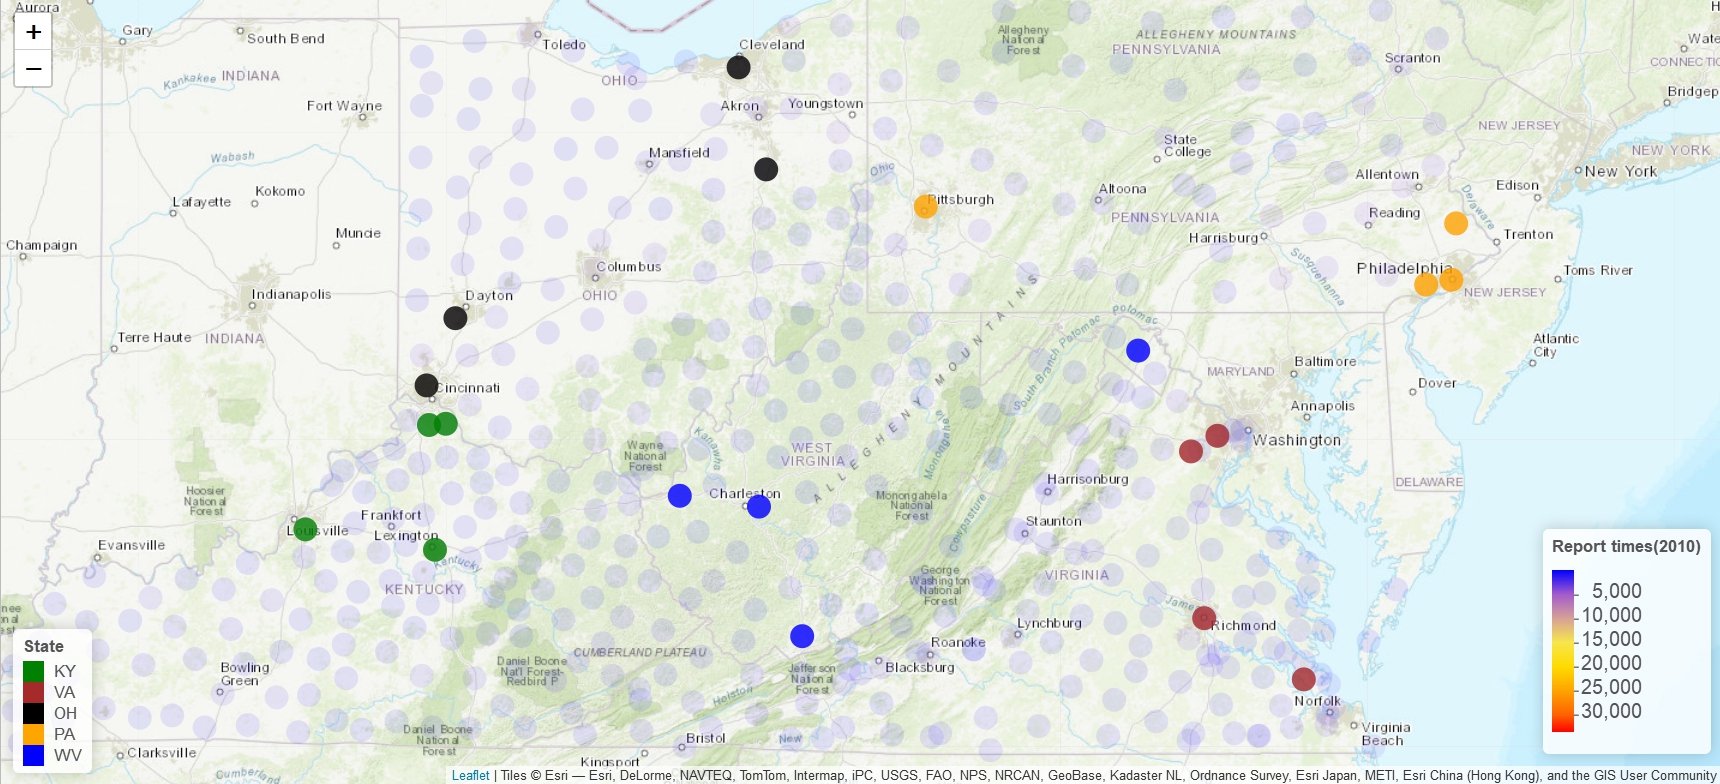 Aurora
Gary
South Bend
Toledo
Cleveland
Allegheny
National
Forest
ALLEGHENY MOUNTAINS
PENNSYLVANIA
Scranton
CONNECTIC
+
−
Kankakee
INDIANA
OHIO
Fort Wayne
Akron
Youngstown
Bridgep
NEW JERSEY
Wabash
Mansfield
State
College
NEW YORK
Ohio
Allentown
New York
Lafayette
Kokomo
Altoona
Edison
Pittsburgh
Reading
Delaware
PENNSYLVANIA
Muncie
Harrisburg
Trenton
Champaign
Columbus
Susquehanna
Philadelphia
Toms River
Indianapolis
Dayton
OHIO
NEW JERSEY
Terre Haute
INDIANA
Potomac
Potomac
South Branch
Atlantic
City
Baltimore
MARYLAND
Cincinnati
Dover
ALLEGHENY MOUNTAINS
Annapolis
Washington
Wayne
National
Forest
Kanawha
WEST
VIRGINIA
Monongahela
Harrisonburg
DELAWARE
Hoosier
National
Forest
Charleston
Monongahela
National
Forest
Frankfort
Louisville
Lexington
Staunton
Cowpasture
Evansville
Kentucky
KENTUCKY
George
Washington
National
Forest
VIRGINIA
James
Richmond
Lynchburg
Roanoke
CUMBERLAND PLATEAU
Blacksburg
Bowling
Green
Daniel Boone
Nat'l Forest-
Redbird P
Jefferson
National
Forest
Holston
Norfolk
Virginia
Beach
Daniel Boone
National
Forest
Bristol
New
Clarksville
Kingsport
Cumberland
State
KY
VA
OH
PA
WV
Report times(2010)
5,000
10,000
15,000
20,000
25,000
30,000
Leaflet | Tiles © Esri — Esri, DeLorme, NAVTEQ, TomTom, Intermap, iPC, USGS, FAO, NPS, NRCAN, GeoBase, Kadaster NL, Ordnance Survey, Esri Japan, METI, Esri China (Hong Kong), and the GIS User Community